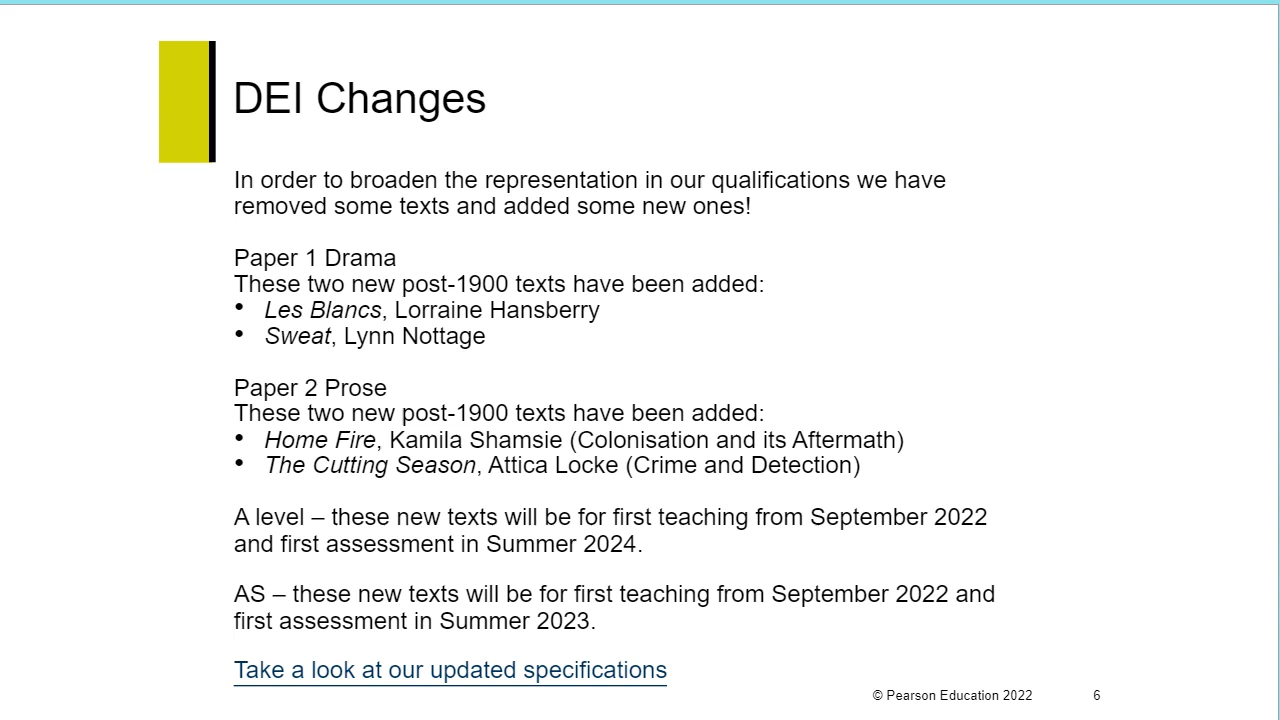 DEI Changes
In order to broaden the representation in our qualifications we have
removed some texts and added some new ones!
Paper 1 Drama
These two new post-1900 texts have been added:
• Les Blancs, Lorraine Hansberry
• Sweat, Lynn Nottage
Paper 2 Prose
These two new post-1900 texts have been added:
• Home Fire, Kamila Shamsie (Colonisation and its Aftermath)
• The Cutting Season, Attica Locke (Crime and Detection)
A level – these new texts will be for first teaching from September 2022
and first assessment in Summer 2024.
AS – these new texts will be for first teaching from September 2022 and
first assessment in Summer 2023.
Take a look at our updated specifications
© Pearson Education 2022 6